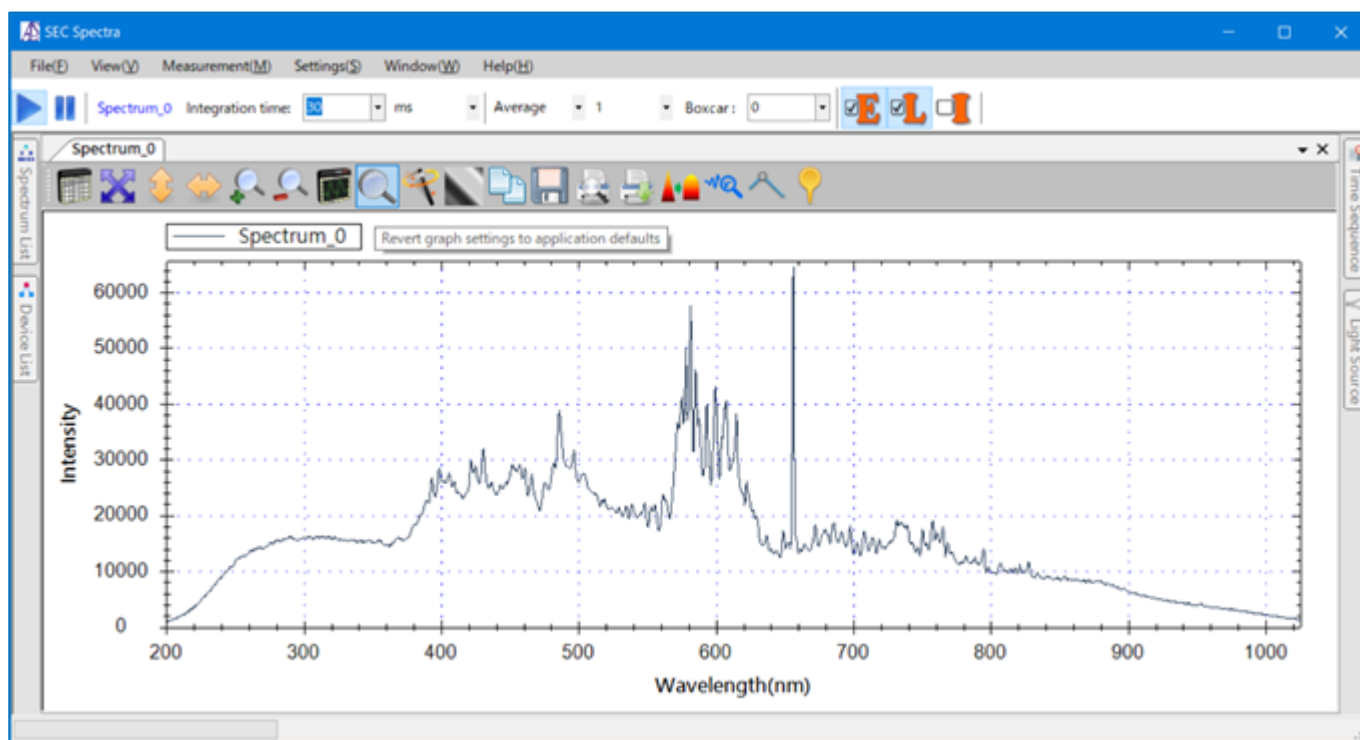 SEC Spectra
File(F) View(V) Measurement(M) Settings(S) Window(W) Help(H)
Spectrum_0 Integration time: 30 ms Average 1 Boxcar: 0 E L I
Spectrum_0
Spectrum List
Device List
Time Sequence
Light Source
Spectrum_0
Revert graph settings to application defaults
Intensity
60000
50000
40000
30000
20000
10000
0
200 300 400 500 600 700 800 900 1000
Wavelength(nm)